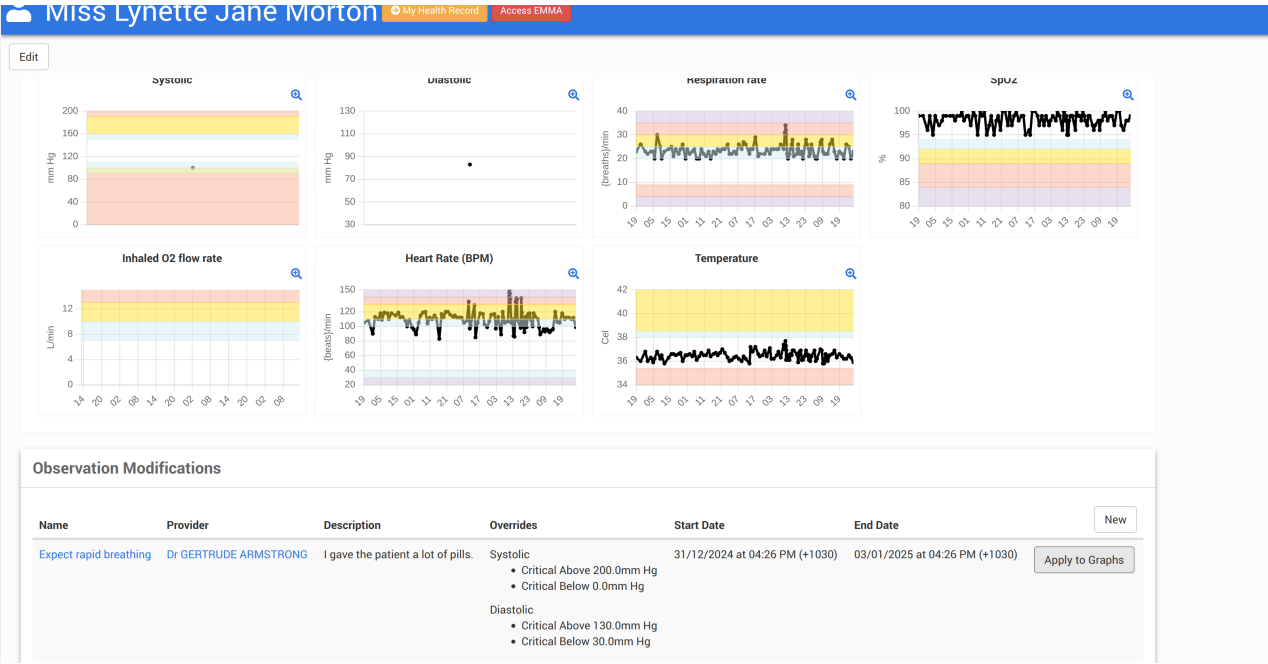 Miss Lynette Jane Morton My Health Record Access EMMA
Edit
Systolic
200
160
120
80
40
0
mm Hg
Diastolic
130
110
90
70
50
30
mm Hg
Respiration rate
40
30
20
10
0
{breaths}/min
19 05 15 01 11 21 07 17 03 13 23 09 19
SpO2
100
95
90
85
80
%
19 05 15 01 11 21 07 17 03 13 23 09 19
Inhaled O2 flow rate
12
8
4
0
L/min
14 20 02 08 14 20 02 08 14 20 02 08
Heart Rate (BPM)
150
120
100
80
60
40
20
{beats}/min
19 05 15 01 11 21 07 17 03 13 23 09 19
Temperature
42
40
38
36
34
Cel
19 05 15 01 11 21 07 17 03 13 23 09 19
Observation Modifications
New
Name Provider Description Overrides Start Date End Date
Expect rapid breathing Dr GERTRUDE ARMSTRONG I gave the patient a lot of pills. Systolic 31/12/2024 at 04:26 PM (+1030) 03/01/2025 at 04:26 PM (+1030) Apply to Graphs
• Critical Above 200.0mm Hg
• Critical Below 0.0mm Hg
Diastolic
• Critical Above 130.0mm Hg
• Critical Below 30.0mm Hg